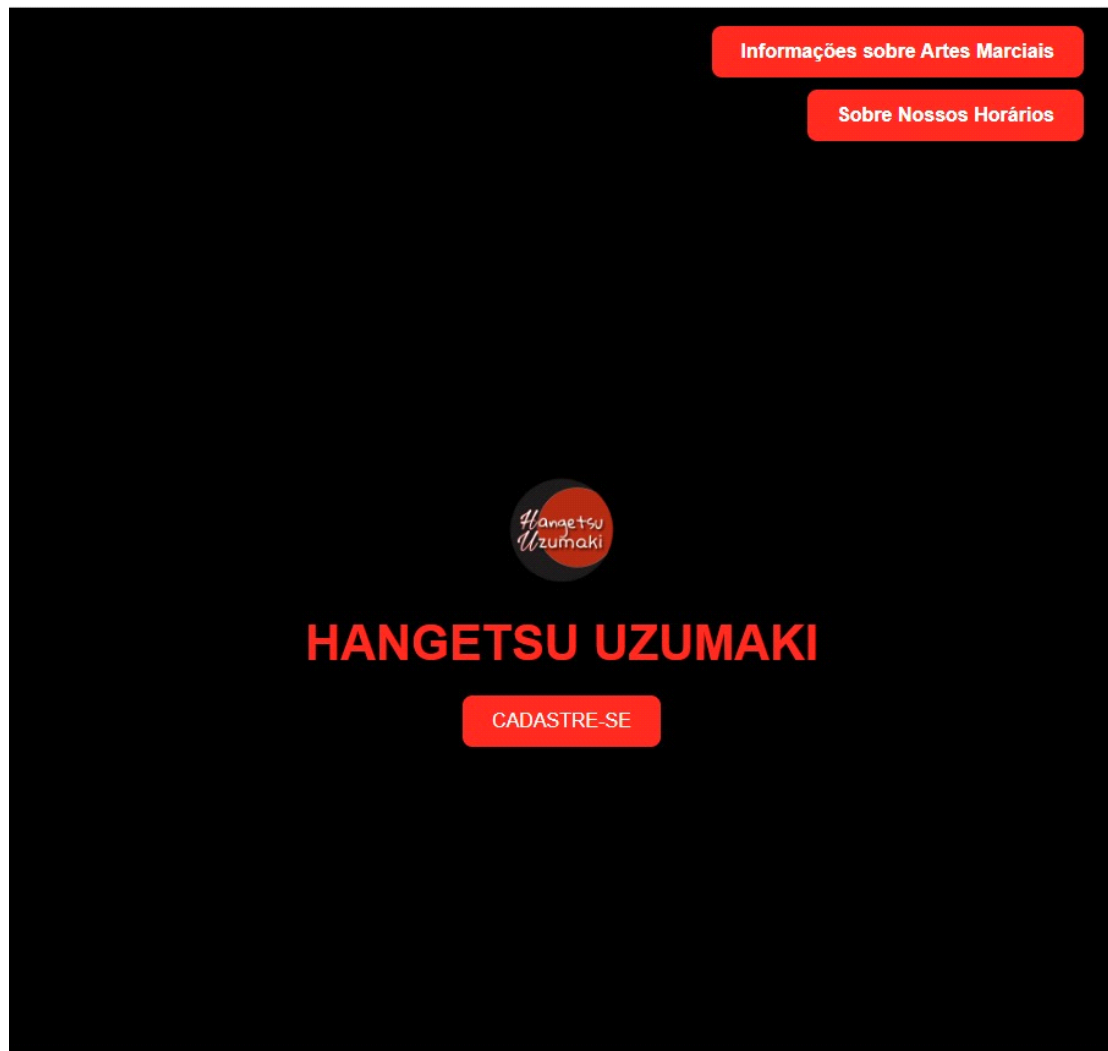 Informações sobre Artes Marciais
Sobre Nossos Horários
Hangetsu
Uzumaki
HANGETSU UZUMAKI
CADASTRE-SE